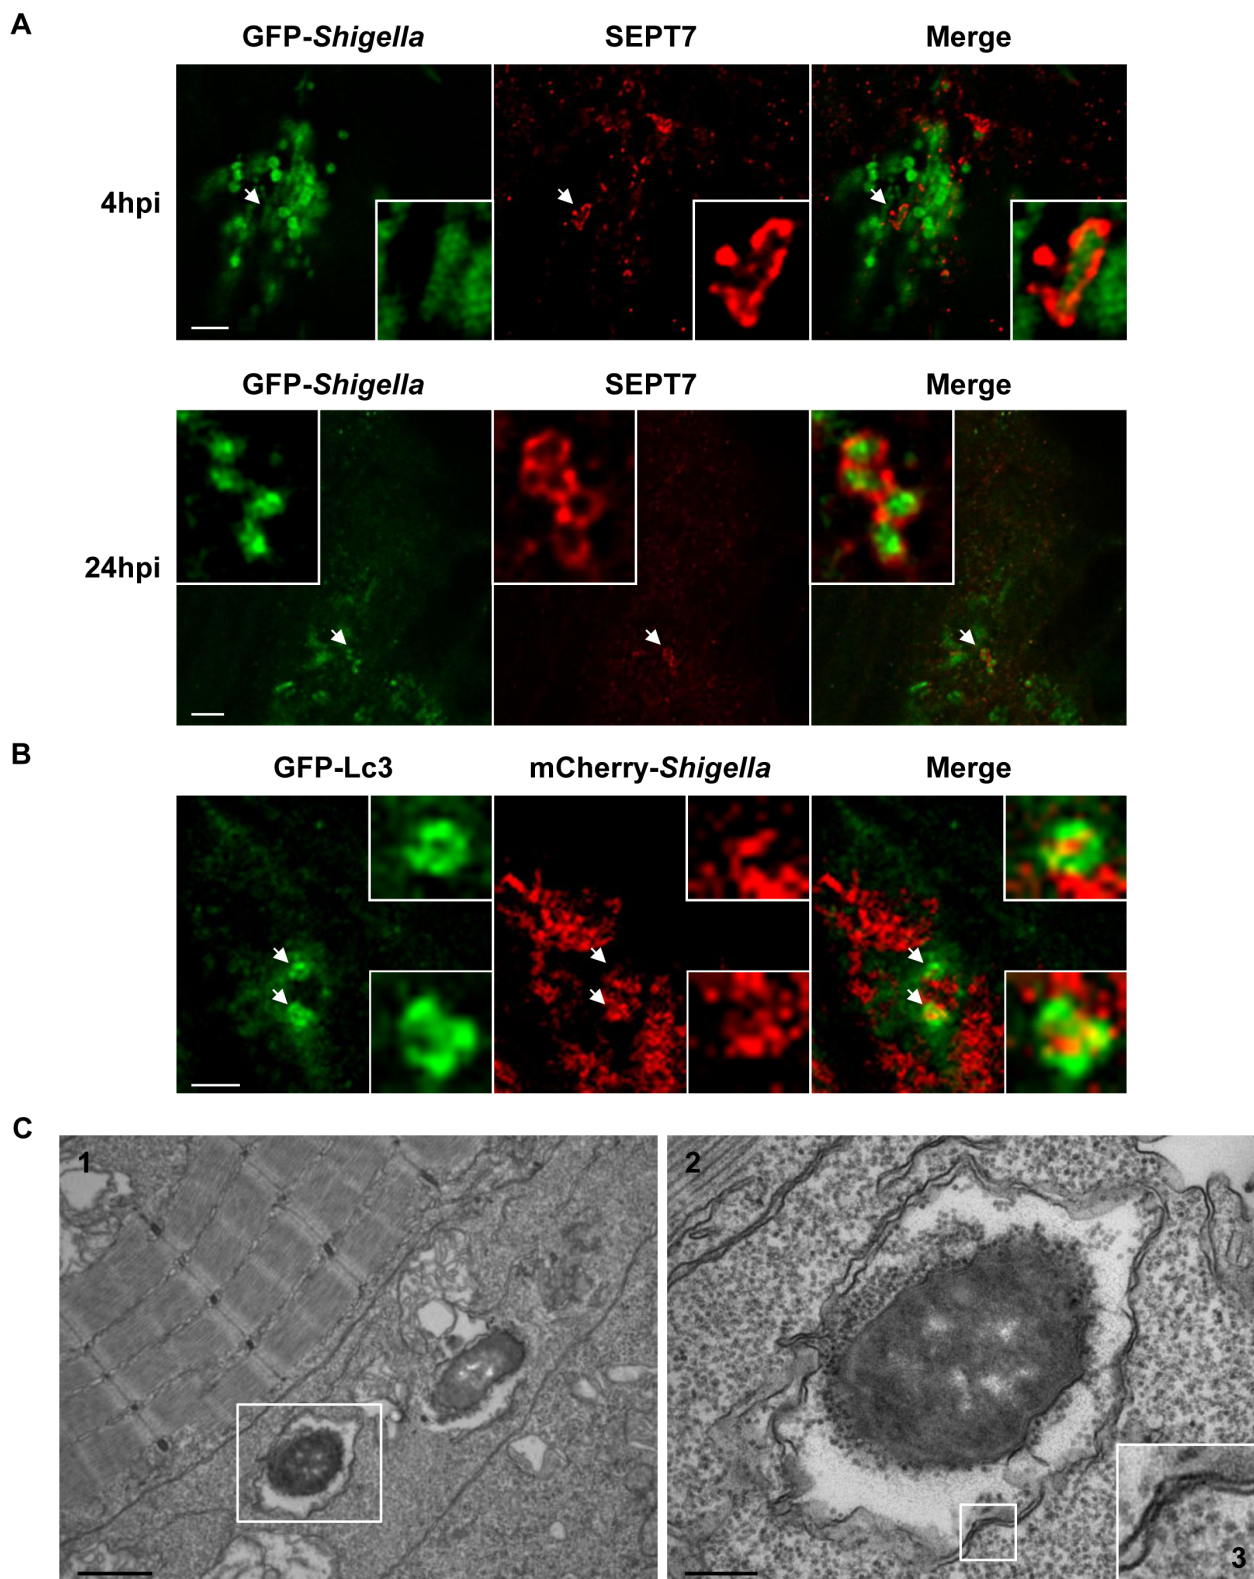 A
GFP-Shigella SEPT7 Merge
4hpi
GFP-Shigella SEPT7 Merge
24hpi
B
GFP-Lc3 mCherry-Shigella Merge
C
1 2
3